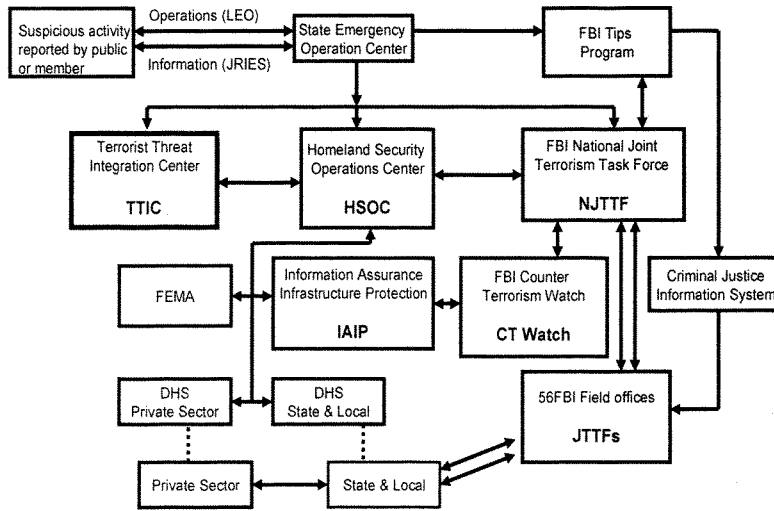 Operations (LEO)
Suspicious activity
reported by public
or member
Information (JRIES)
State Emergency
Operation Center
FBI Tips
Program
Terrorist Threat
Integration Center
TTIC
Homeland Security
Operations Center
HSOC
FBI National Joint
Terrorism Task Force
NJTTF
FEMA
Information Assurance
Infrastructure Protection
IAIP
FBI Counter
Terrorism Watch
CT Watch
Criminal Justice
Information System
DHS
Private Sector
DHS
State & Local
56FBI Field offices
JTTFs
Private Sector
State & Local